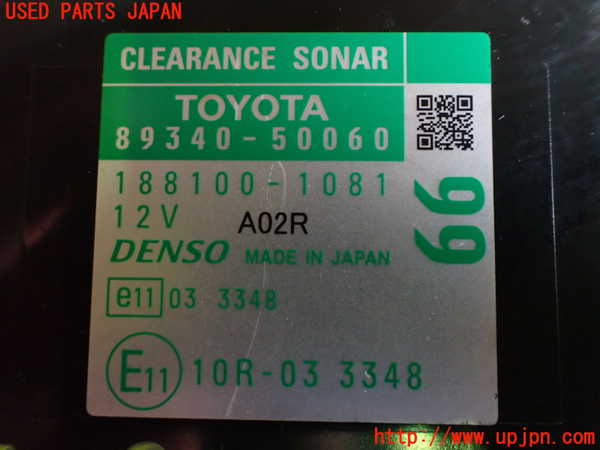 USED PARTS JAPAN
CLEARANCE SONAR
TOYOTA
89340-50060
188100-1081
12V A02R
DENSO MADE IN JAPAN
e11 03 3348
E11 10R-03 3348
99
http://www.upjpn.com/